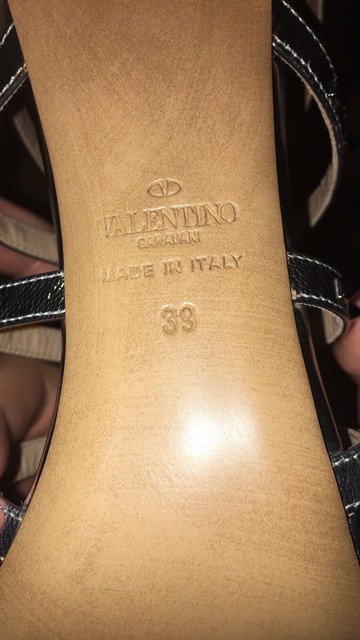 VALENTINO
GARAVANI
MADE IN ITALY
39